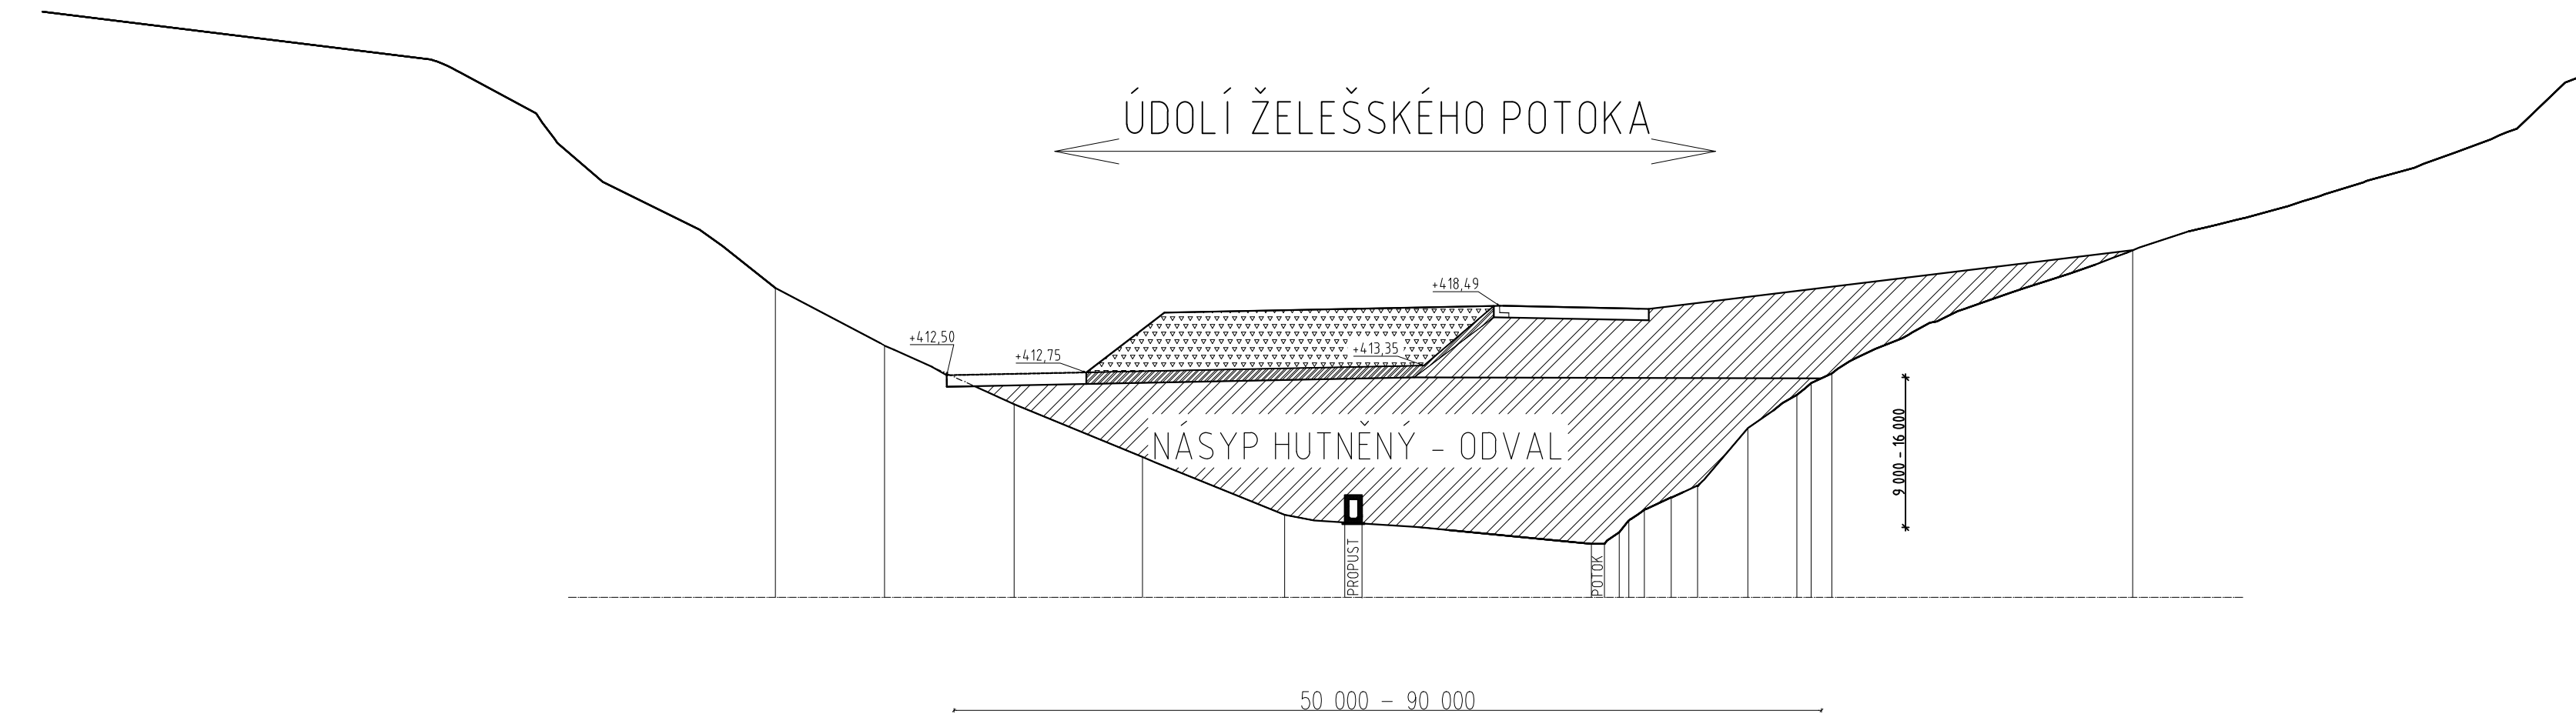 ÚDOLÍ ŽELEŠSKÉHO POTOKA
+418,49
+412,50
+412,75
+413,35
NÁSYP HUTNĚNÝ – ODVAL
9 000 – 16 000
PROPUST
POTOK
50 000 – 90 000